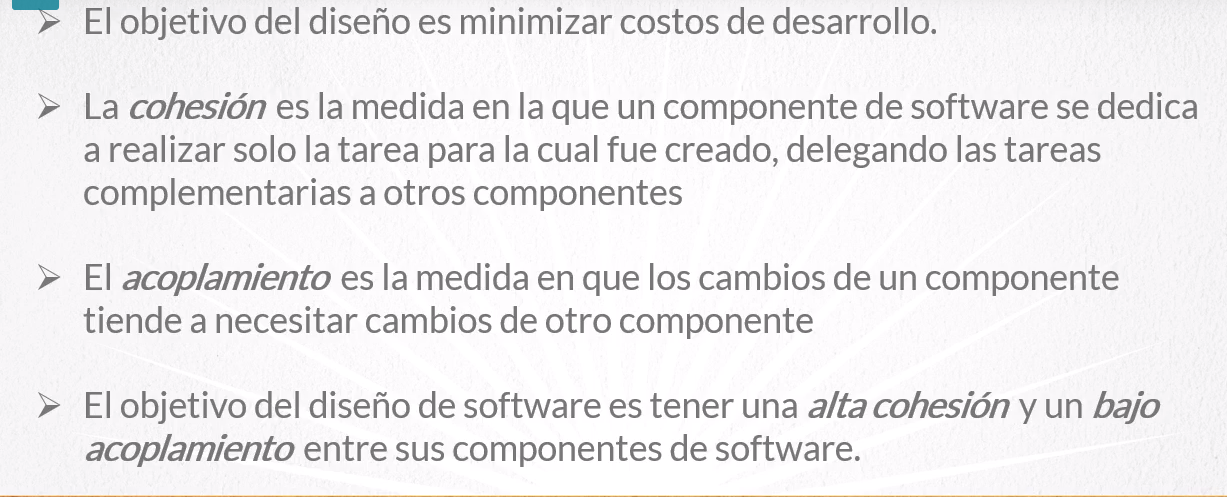 ➢ El objetivo del diseño es minimizar costos de desarrollo.
➢ La cohesión es la medida en la que un componente de software se dedica
a realizar solo la tarea para la cual fue creado, delegando las tareas
complementarias a otros componentes
➢ El acoplamiento es la medida en que los cambios de un componente
tiende a necesitar cambios de otro componente
➢ El objetivo del diseño de software es tener una alta cohesión y un bajo
acoplamiento entre sus componentes de software.